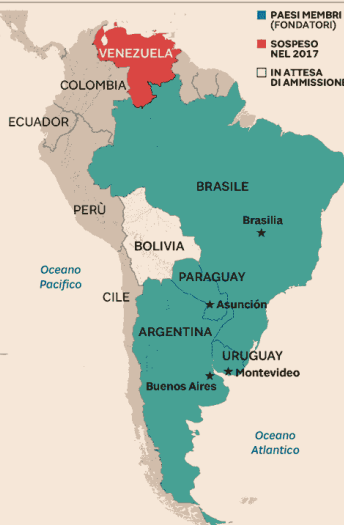 PAESI MEMBRI
(FONDATORI)
SOSPESO
NEL 2017
IN ATTESA
DI AMMISSIONE
VENEZUELA
COLOMBIA
ECUADOR
BRASILE
Brasilia
PERÙ
BOLIVIA
Oceano
Pacifico
PARAGUAY
CILE
Asunción
ARGENTINA
URUGUAY
Montevideo
Buenos Aires
Oceano
Atlantico